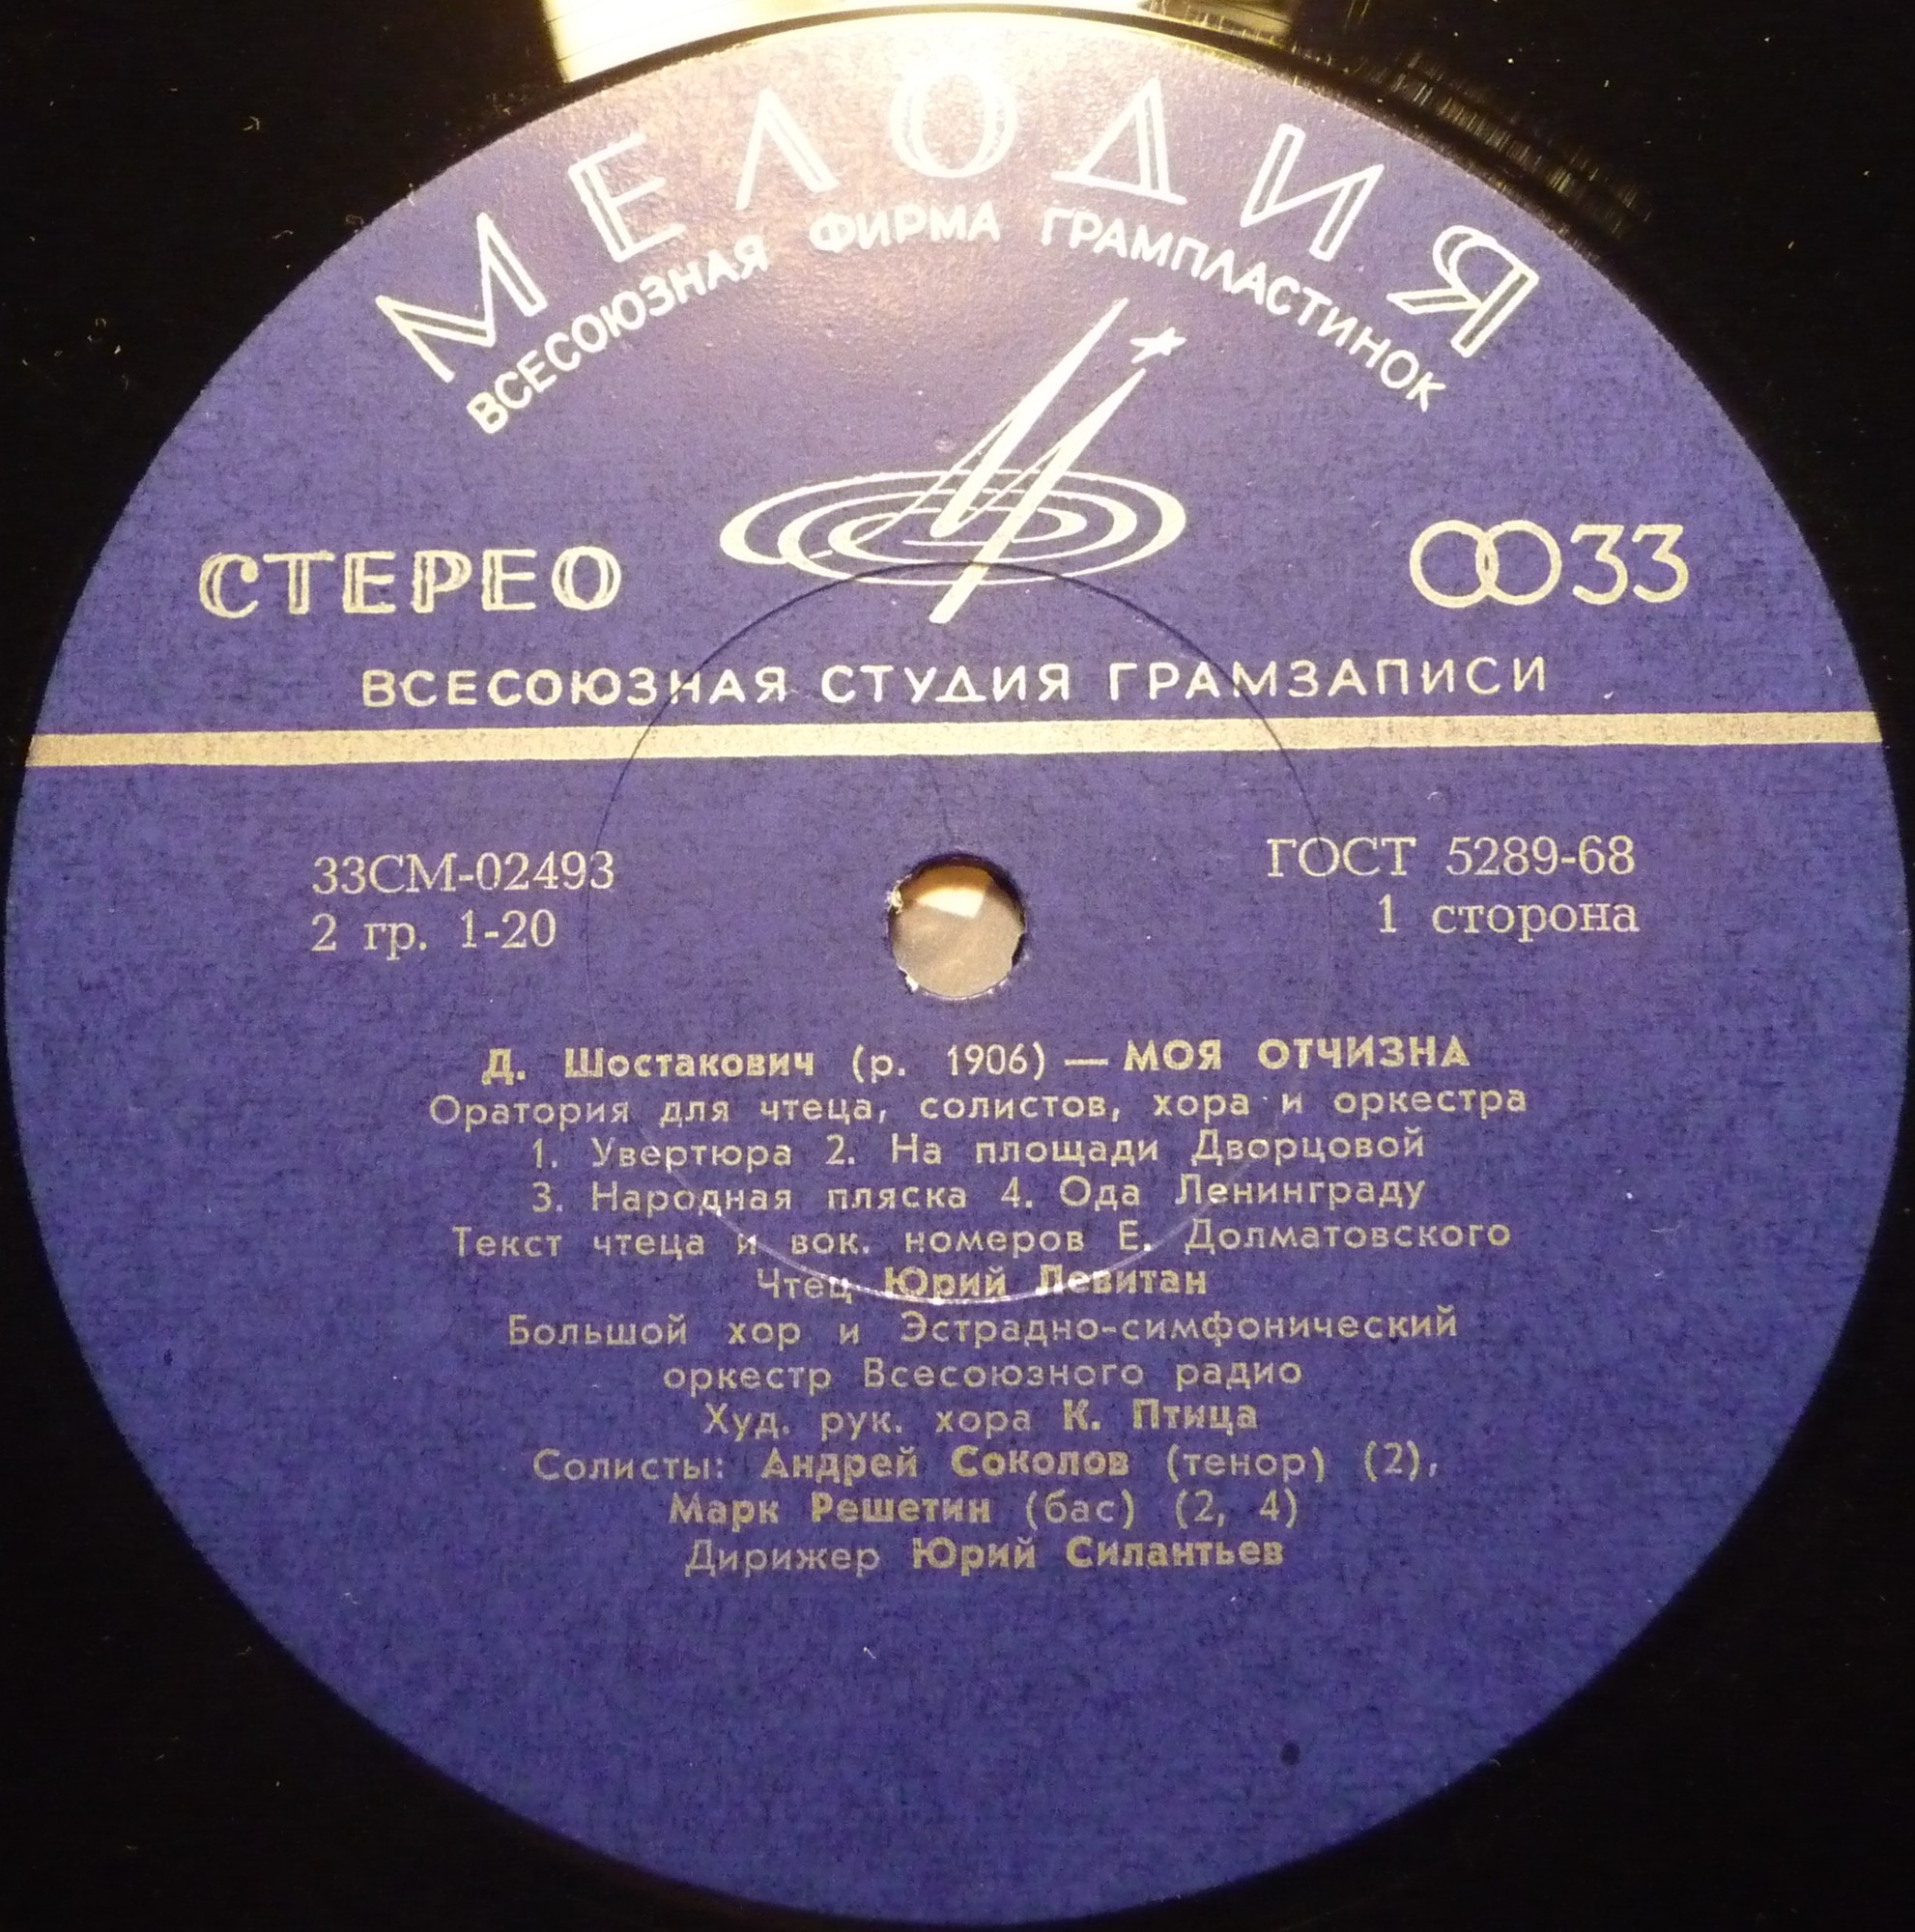 МЕЛОДИЯ
ВСЕСОЮЗНАЯ ФИРМА ГРАМПЛАСТИНОК
СТЕРЕО
33
ВСЕСОЮЗНАЯ СТУДИЯ ГРАМЗАПИСИ
33СМ-02493
ГОСТ 5289-68
2 гр. 1-20
1 сторона
Д. Шостакович (р. 1906) — МОЯ ОТЧИЗНА
Оратория для чтеца, солистов, хора и оркестра
1. Увертюра 2. На площади Дворцовой
3. Народная пляска 4. Ода Ленинграду
Текст чтеца и вок. номеров Е. Долматовского
Чтец Юрий Левитан
Большой хор и Эстрадно-симфонический
оркестр Всесоюзного радио
Худ. рук. хора К. Птица
Солисты: Андрей Соколов (тенор) (2),
Марк Решетин (бас) (2, 4)
Дирижер Юрий Силантьев